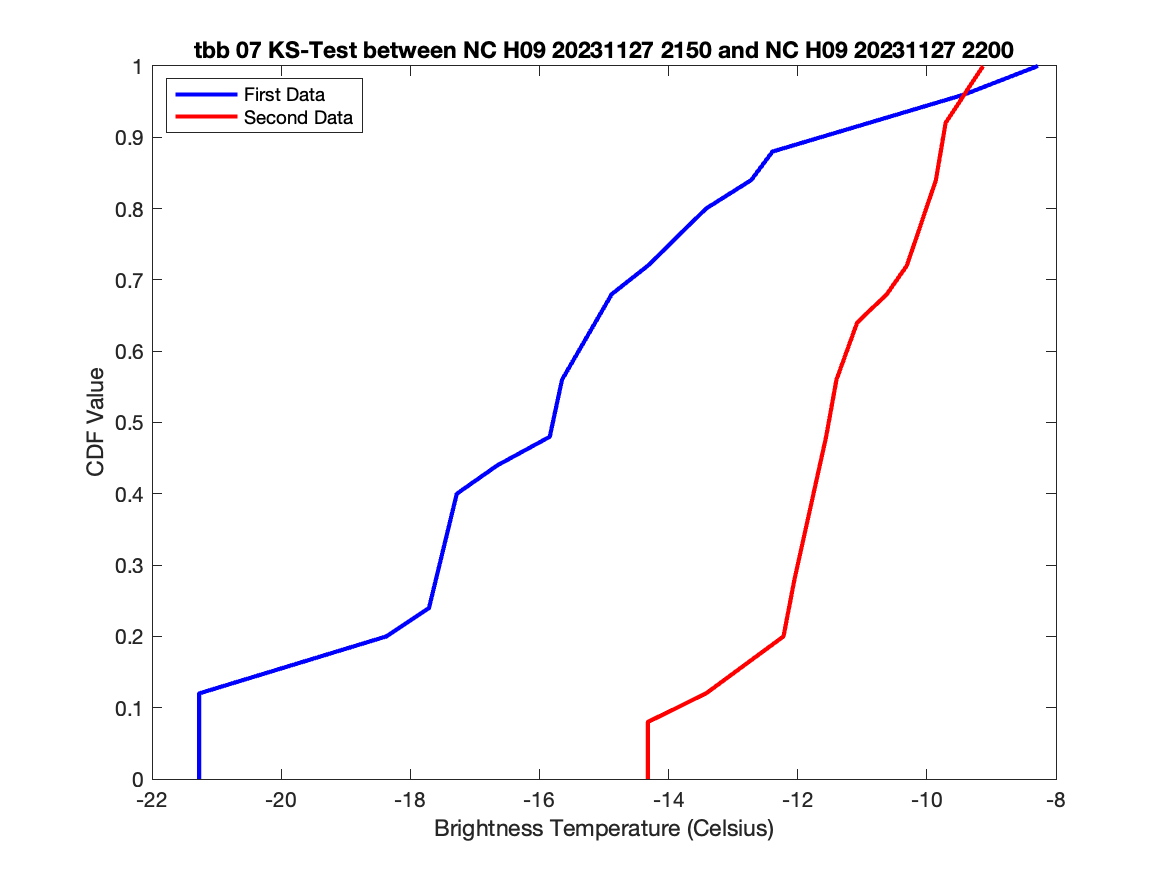 tbb 07 KS-Test between NC H09 20231127 2150 and NC H09 20231127 2200
First Data
Second Data
1
0.9
0.8
0.7
0.6
0.5
0.4
0.3
0.2
0.1
0
CDF Value
-22 -20 -18 -16 -14 -12 -10 -8
Brightness Temperature (Celsius)